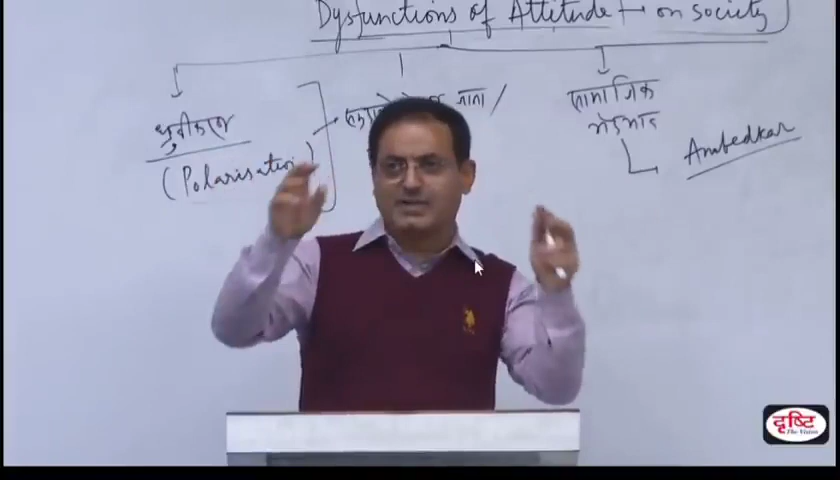 Dysfunctions of Attitude → on society
ध्रुवीकरण
(Polarisation)
जाना /
सामाजिक
भेदभाव
Ambedkar
दृष्टि
The Vision